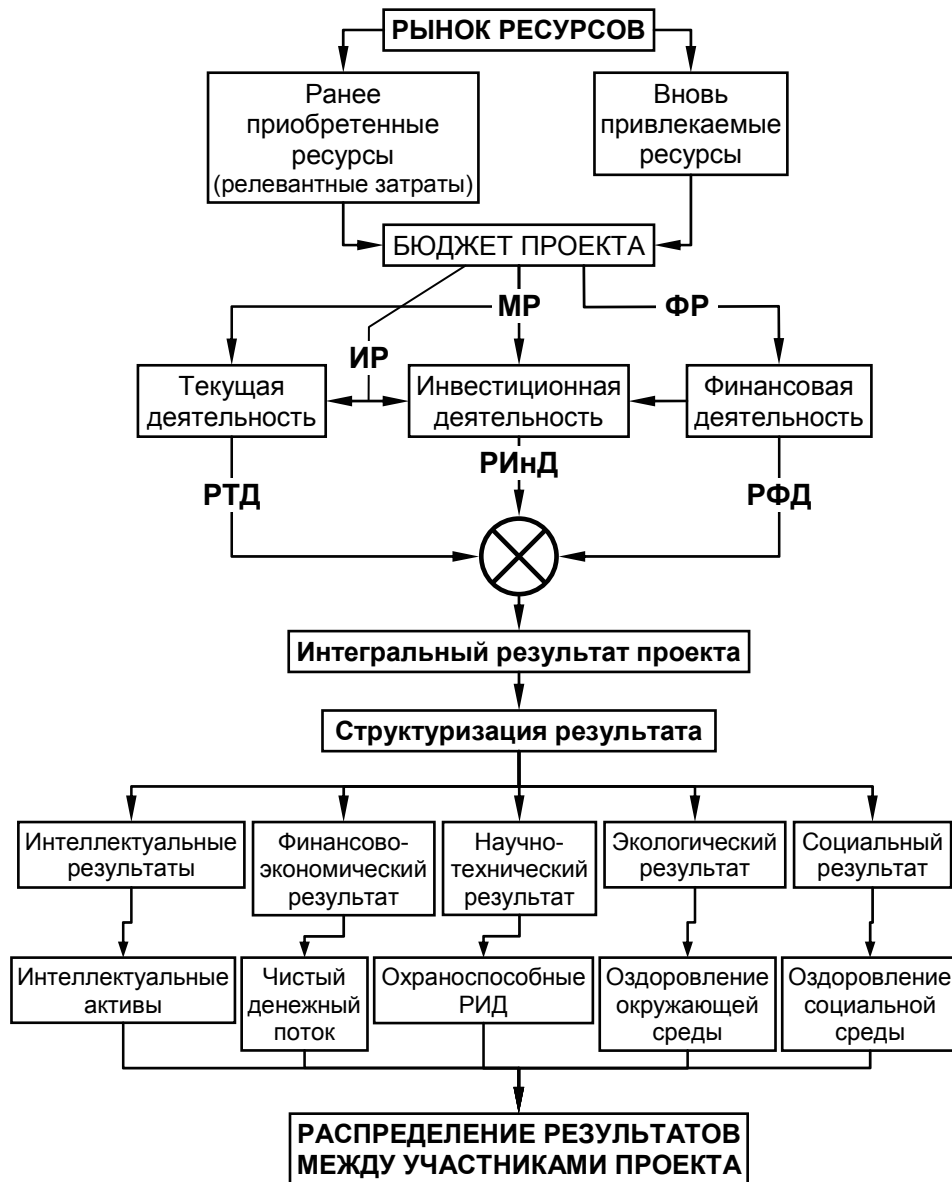 РЫНОК РЕСУРСОВ
Ранее
приобретенные
ресурсы
(релевантные затраты)
Вновь
привлекаемые
ресурсы
БЮДЖЕТ ПРОЕКТА
МР
ФР
ИР
Текущая
деятельность
Инвестиционная
деятельность
Финансовая
деятельность
РТД
РИнД
РФД
Интегральный результат проекта
Структуризация результата
Интеллектуальные
результаты
Финансово-
экономический
результат
Научно-
технический
результат
Экологический
результат
Социальный
результат
Интеллектуальные
активы
Чистый
денежный
поток
Охраноспособные
РИД
Оздоровление
окружающей
среды
Оздоровление
социальной
среды
РАСПРЕДЕЛЕНИЕ РЕЗУЛЬТАТОВ
МЕЖДУ УЧАСТНИКАМИ ПРОЕКТА